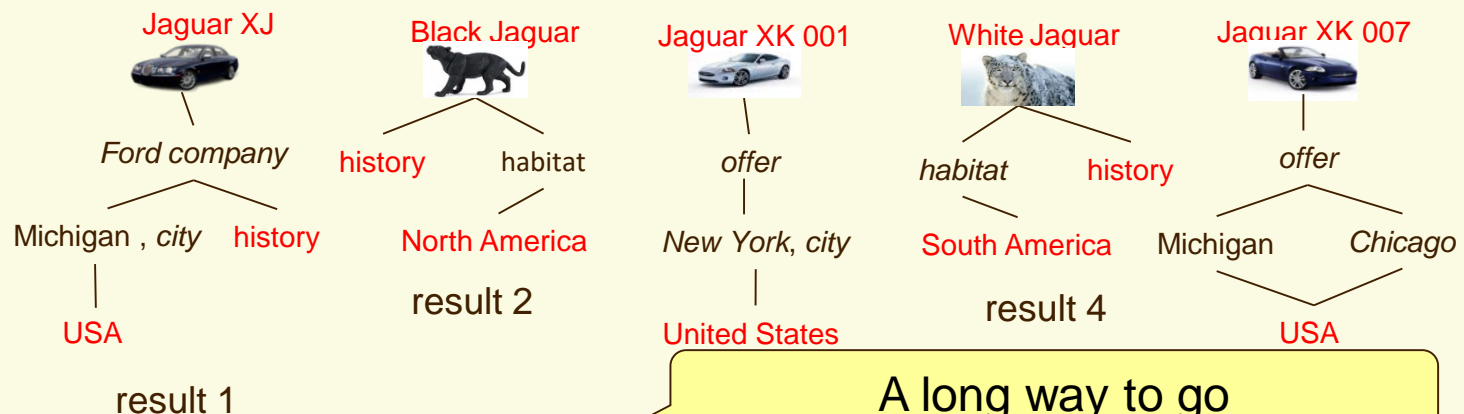 Jaguar XJ
Black Jaguar
Jaguar XK 001
White Jaguar
Jaguar XK 007
Ford company
history
habitat
offer
habitat
history
offer
Michigan , city
history
North America
New York, city
South America
Michigan
Chicago
result 2
result 4
USA
United States
USA
result 1
A long way to go